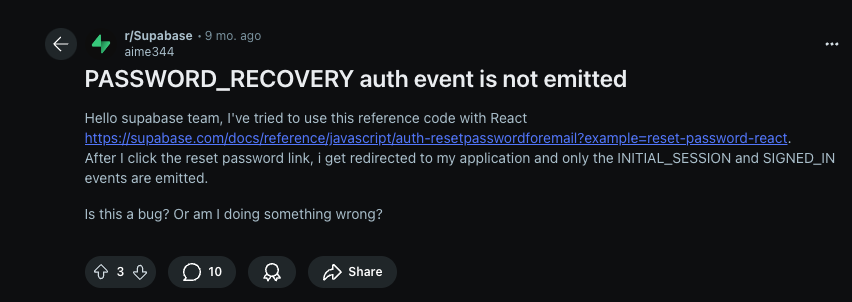 r/Supabase • 9 mo. ago
aime344
PASSWORD_RECOVERY auth event is not emitted
Hello supabase team, I've tried to use this reference code with React
https://supabase.com/docs/reference/javascript/auth-resetpasswordforemail?example=reset-password-react.
After I click the reset password link, i get redirected to my application and only the INITIAL_SESSION and SIGNED_IN
events are emitted.
Is this a bug? Or am I doing something wrong?
3 10 Share